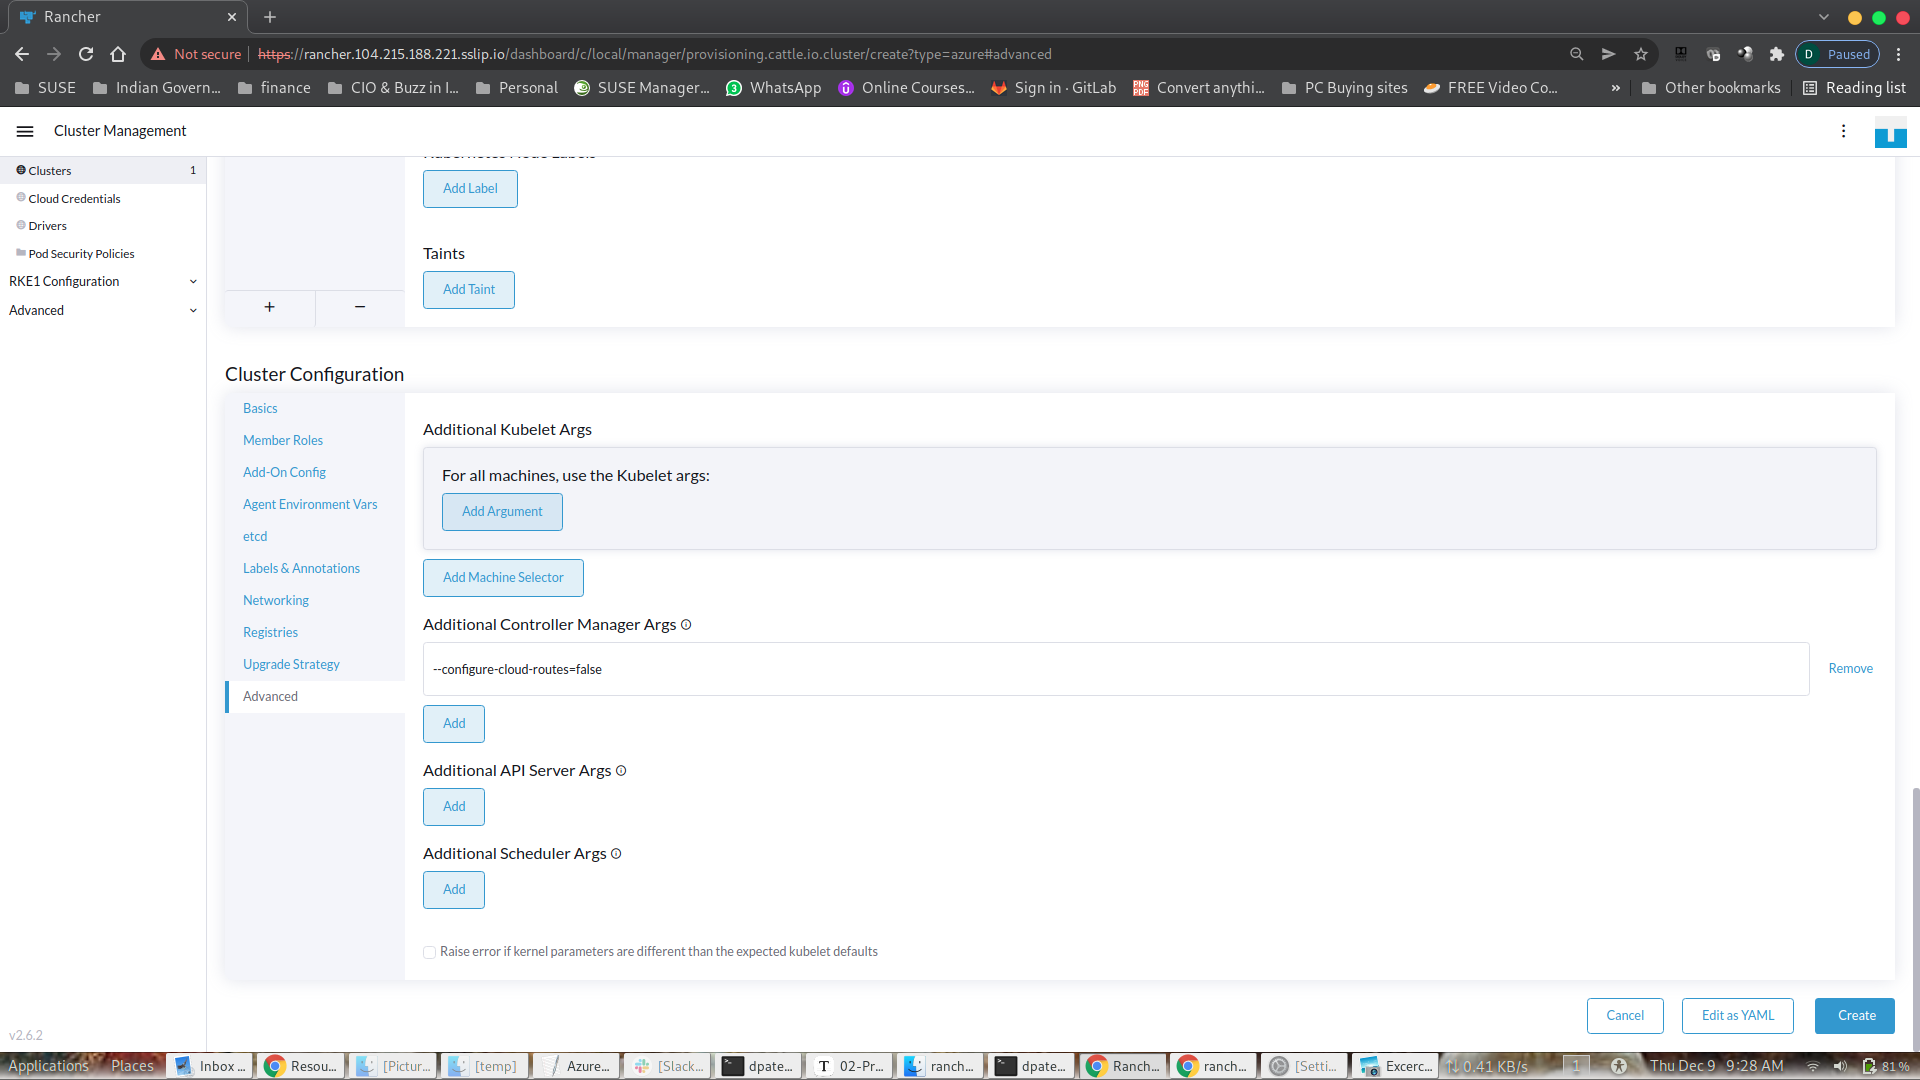 Rancher
Not secure
https://rancher.104.215.188.221.sslip.io/dashboard/c/local/manager/provisioning.cattle.io.cluster/create?type=azure#advanced
D Paused
SUSE
Indian Govern...
finance
CIO & Buzz in I...
Personal
SUSE Manager...
WhatsApp
Online Courses...
Sign in · GitLab
Convert anythi...
PC Buying sites
FREE Video Co...
»
Other bookmarks
Reading list
Cluster Management
Clusters 1
Cloud Credentials
Drivers
Pod Security Policies
RKE1 Configuration
Advanced
v2.6.2
Add Label
Taints
Add Taint
+ −
Cluster Configuration
Basics
Member Roles
Add-On Config
Agent Environment Vars
etcd
Labels & Annotations
Networking
Registries
Upgrade Strategy
Advanced
Additional Kubelet Args
For all machines, use the Kubelet args:
Add Argument
Add Machine Selector
Additional Controller Manager Args
--configure-cloud-routes=false
Remove
Add
Additional API Server Args
Add
Additional Scheduler Args
Add
Raise error if kernel parameters are different than the expected kubelet defaults
Cancel
Edit as YAML
Create
Applications
Places
Inbox ...
Resou...
[Pictur...
[temp]
Azure...
[Slack...
dpate...
02-Pr...
ranch...
dpate...
Ranch...
ranch...
[Setti...
Excerc...
0.41 KB/s
1
Thu Dec 9 9:28 AM
81 %